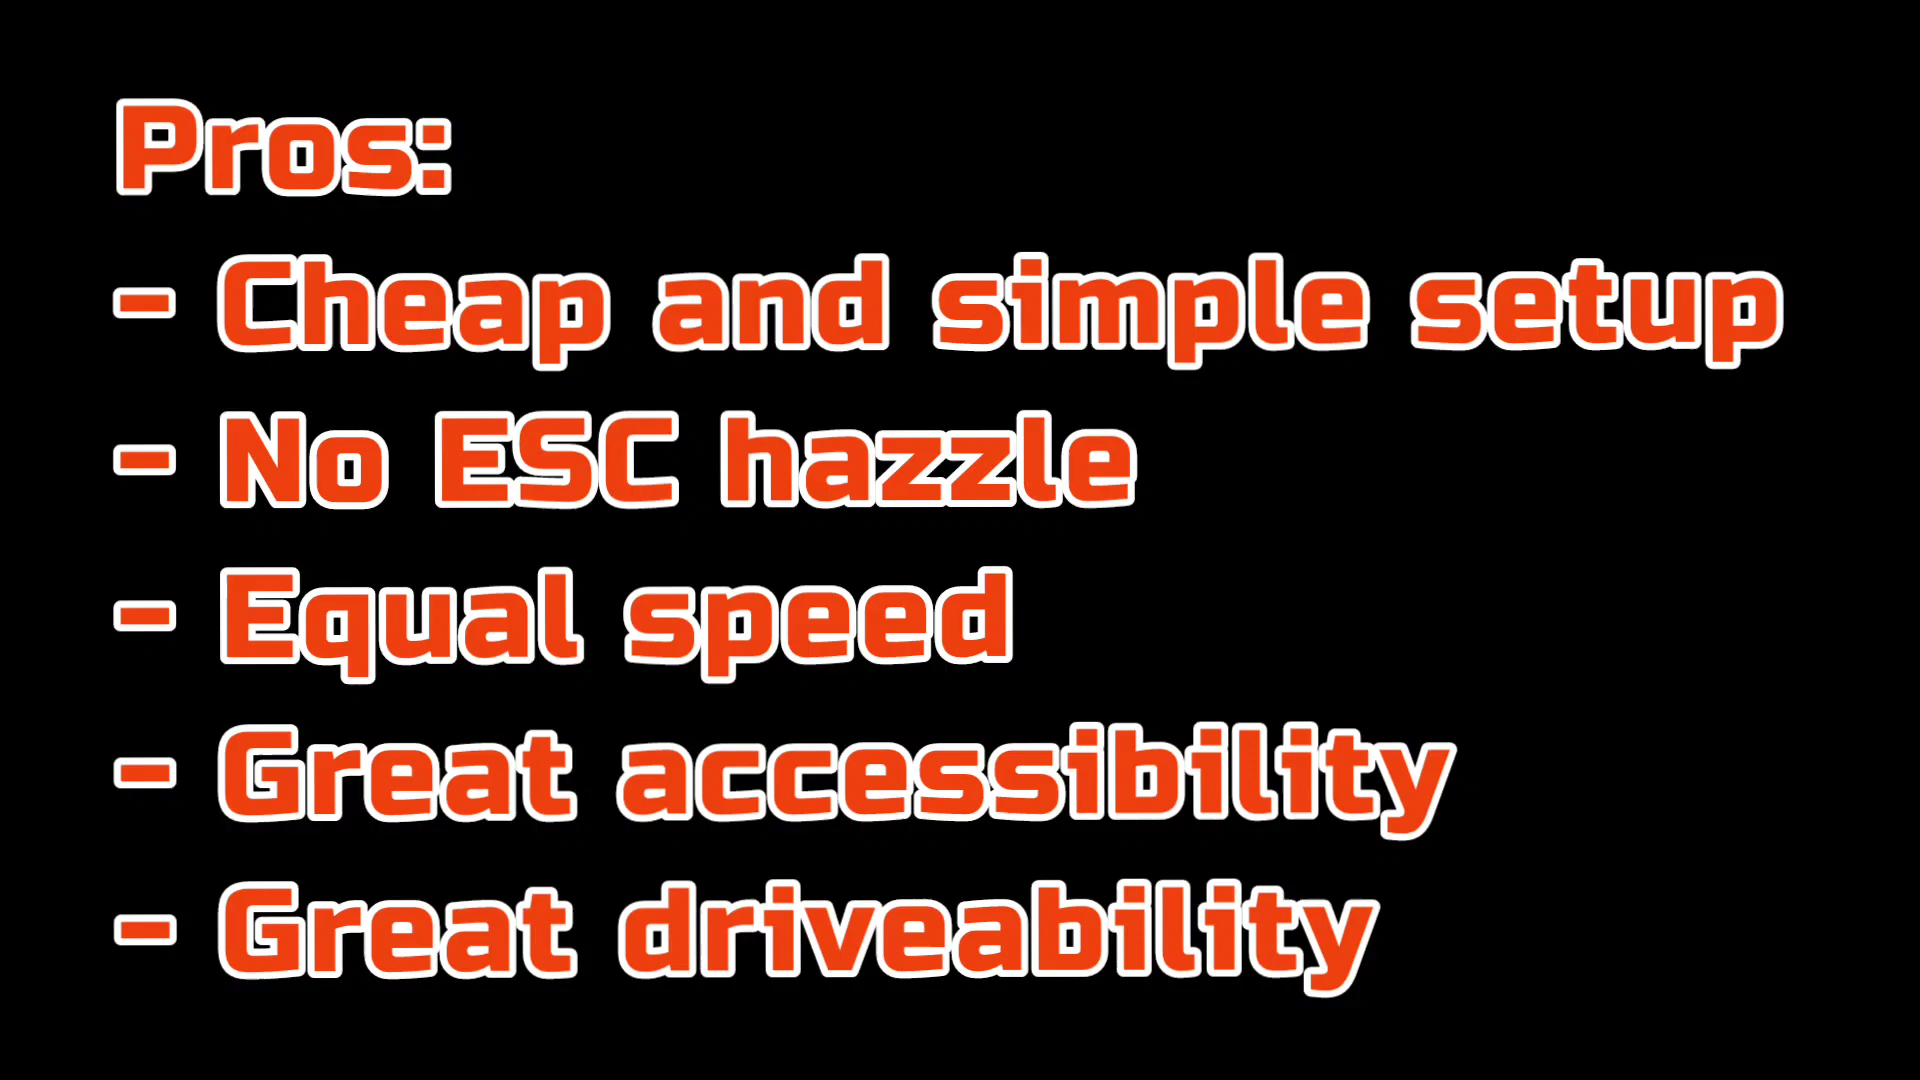 Pros:
- Cheap and simple setup
- No ESC hazzle
- Equal speed
- Great accessibility
- Great driveability